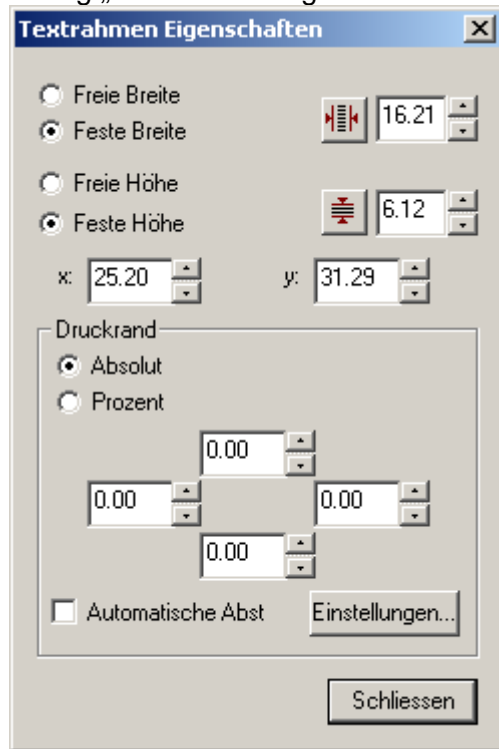 Textrahmen Eigenschaften
Freie Breite
Feste Breite
16.21
Freie Höhe
Feste Höhe
6.12
x: 25.20 y: 31.29
Druckrand
Absolut
Prozent
0.00
0.00 0.00
0.00
Automatische Abst Einstellungen...
Schliessen